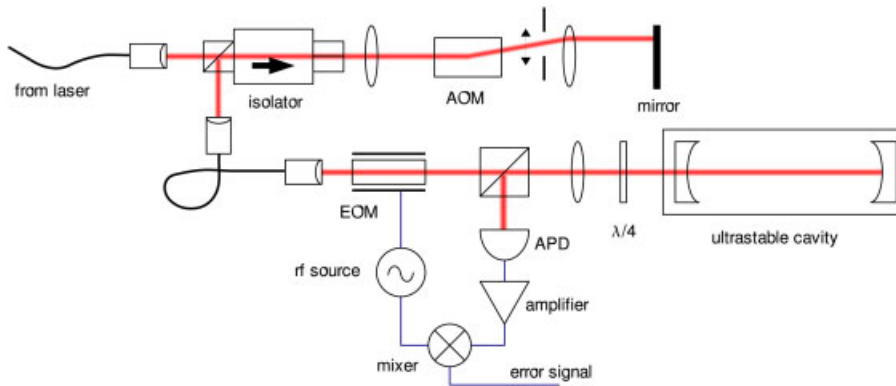 from laser
isolator
AOM
mirror
EOM
APD
λ/4
ultrastable cavity
rf source
amplifier
mixer
error signal